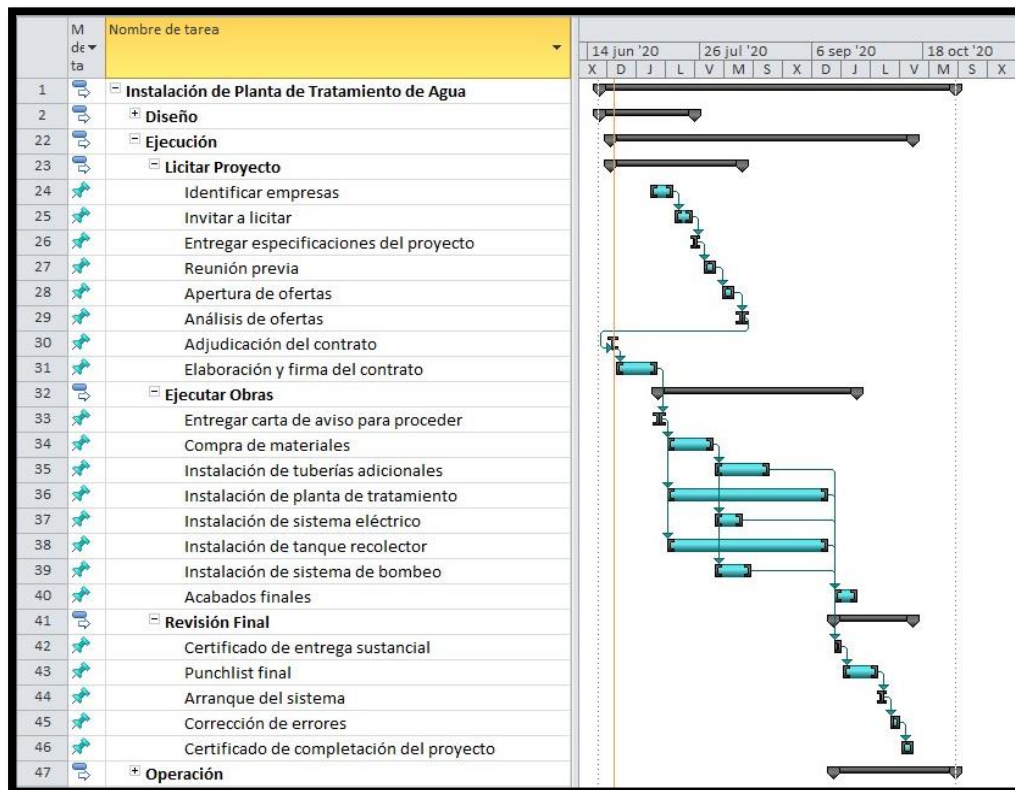 M
de
ta
Nombre de tarea
14 jun '20 26 jul '20 6 sep '20 18 oct '20
X D J L V M S X D J L V M S X
1 Instalación de Planta de Tratamiento de Agua
2 Diseño
22 Ejecución
23 Licitar Proyecto
24 Identificar empresas
25 Invitar a licitar
26 Entregar especificaciones del proyecto
27 Reunión previa
28 Apertura de ofertas
29 Análisis de ofertas
30 Adjudicación del contrato
31 Elaboración y firma del contrato
32 Ejecutar Obras
33 Entregar carta de aviso para proceder
34 Compra de materiales
35 Instalación de tuberías adicionales
36 Instalación de planta de tratamiento
37 Instalación de sistema eléctrico
38 Instalación de tanque recolector
39 Instalación de sistema de bombeo
40 Acabados finales
41 Revisión Final
42 Certificado de entrega sustancial
43 Punchlist final
44 Arranque del sistema
45 Corrección de errores
46 Certificado de completación del proyecto
47 Operación